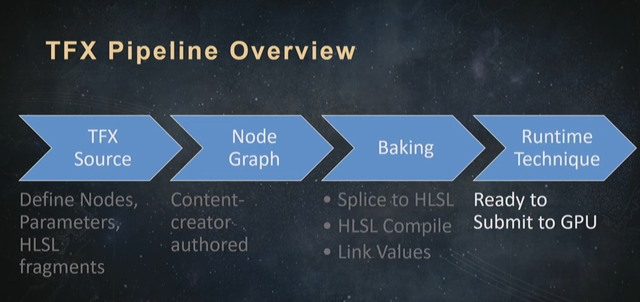 TFX Pipeline Overview
TFX
Source
Node
Graph
Baking
Runtime
Technique
Define Nodes,
Parameters,
HLSL
fragments
Content-
creator
authored
• Splice to HLSL
• HLSL Compile
• Link Values
Ready to
Submit to GPU